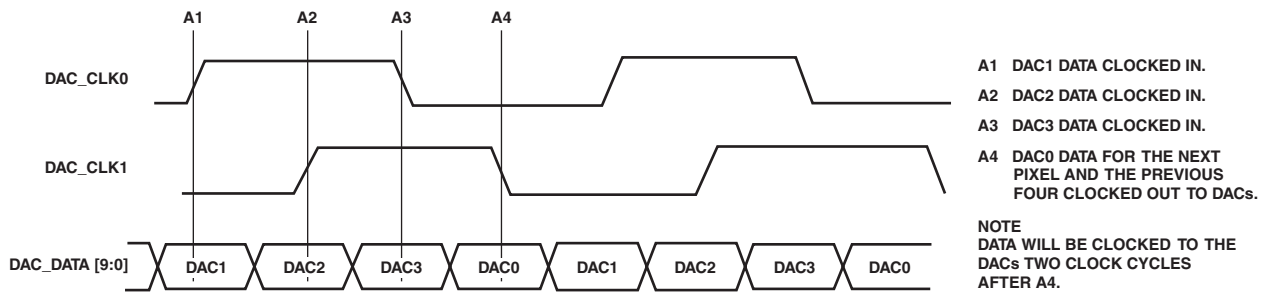 A1 A2 A3 A4
DAC_CLK0
DAC_CLK1
DAC_DATA [9:0] DAC1 DAC2 DAC3 DAC0 DAC1 DAC2 DAC3 DAC0
A1 DAC1 DATA CLOCKED IN.
A2 DAC2 DATA CLOCKED IN.
A3 DAC3 DATA CLOCKED IN.
A4 DAC0 DATA FOR THE NEXT
PIXEL AND THE PREVIOUS
FOUR CLOCKED OUT TO DACs.
NOTE
DATA WILL BE CLOCKED TO THE
DACs TWO CLOCK CYCLES
AFTER A4.